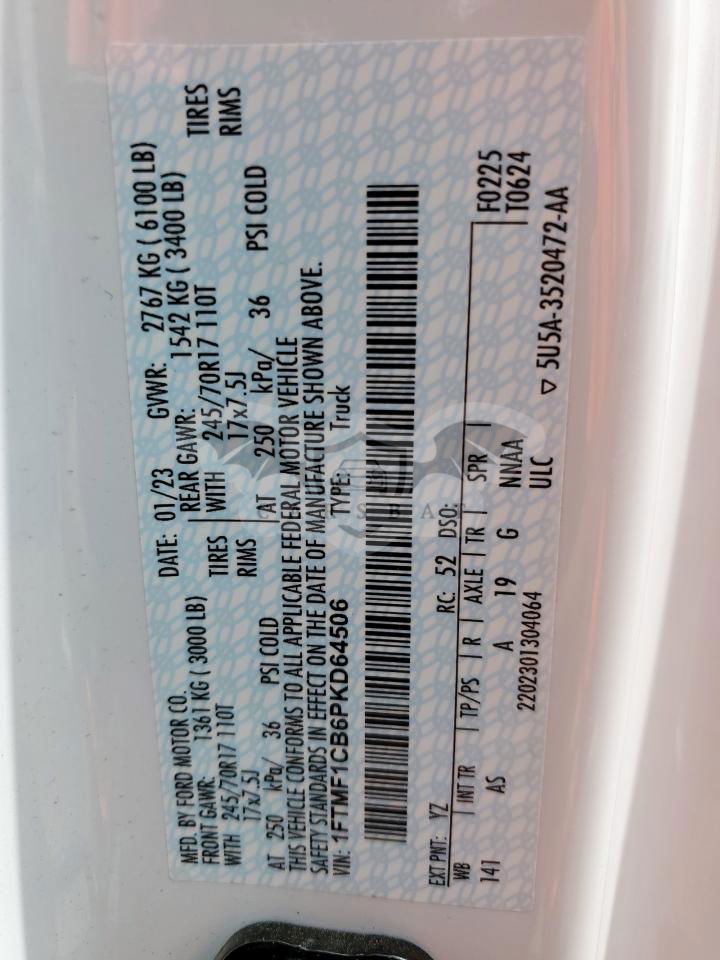 MFD. BY FORD MOTOR CO.
DATE: 01/23 GVWR: 2767 KG ( 6100 LB)
FRONT GAWR: 1361 KG ( 3000 LB) REAR GAWR: 1542 KG ( 3400 LB)
WITH 245/70R17 110T TIRES WITH 245/70R17 110T TIRES
17x7.5J RIMS 17x7.5J RIMS
AT 250 kPa/ 36 PSI COLD AT 250 kPa/ 36 PSI COLD
THIS VEHICLE CONFORMS TO ALL APPLICABLE FEDERAL MOTOR VEHICLE
SAFETY STANDARDS IN EFFECT ON THE DATE OF MANUFACTURE SHOWN ABOVE.
VIN: 1FTMF1CB6PKD64506 TYPE: Truck
EXT PNT: YZ RC: 52 DSO: F0225
WB INT TR TP/PS R AXLE TR SPR T0624
141 AS A 19 G NNAA
2202301304064 ULC ▽ 5U5A-3520472-AA